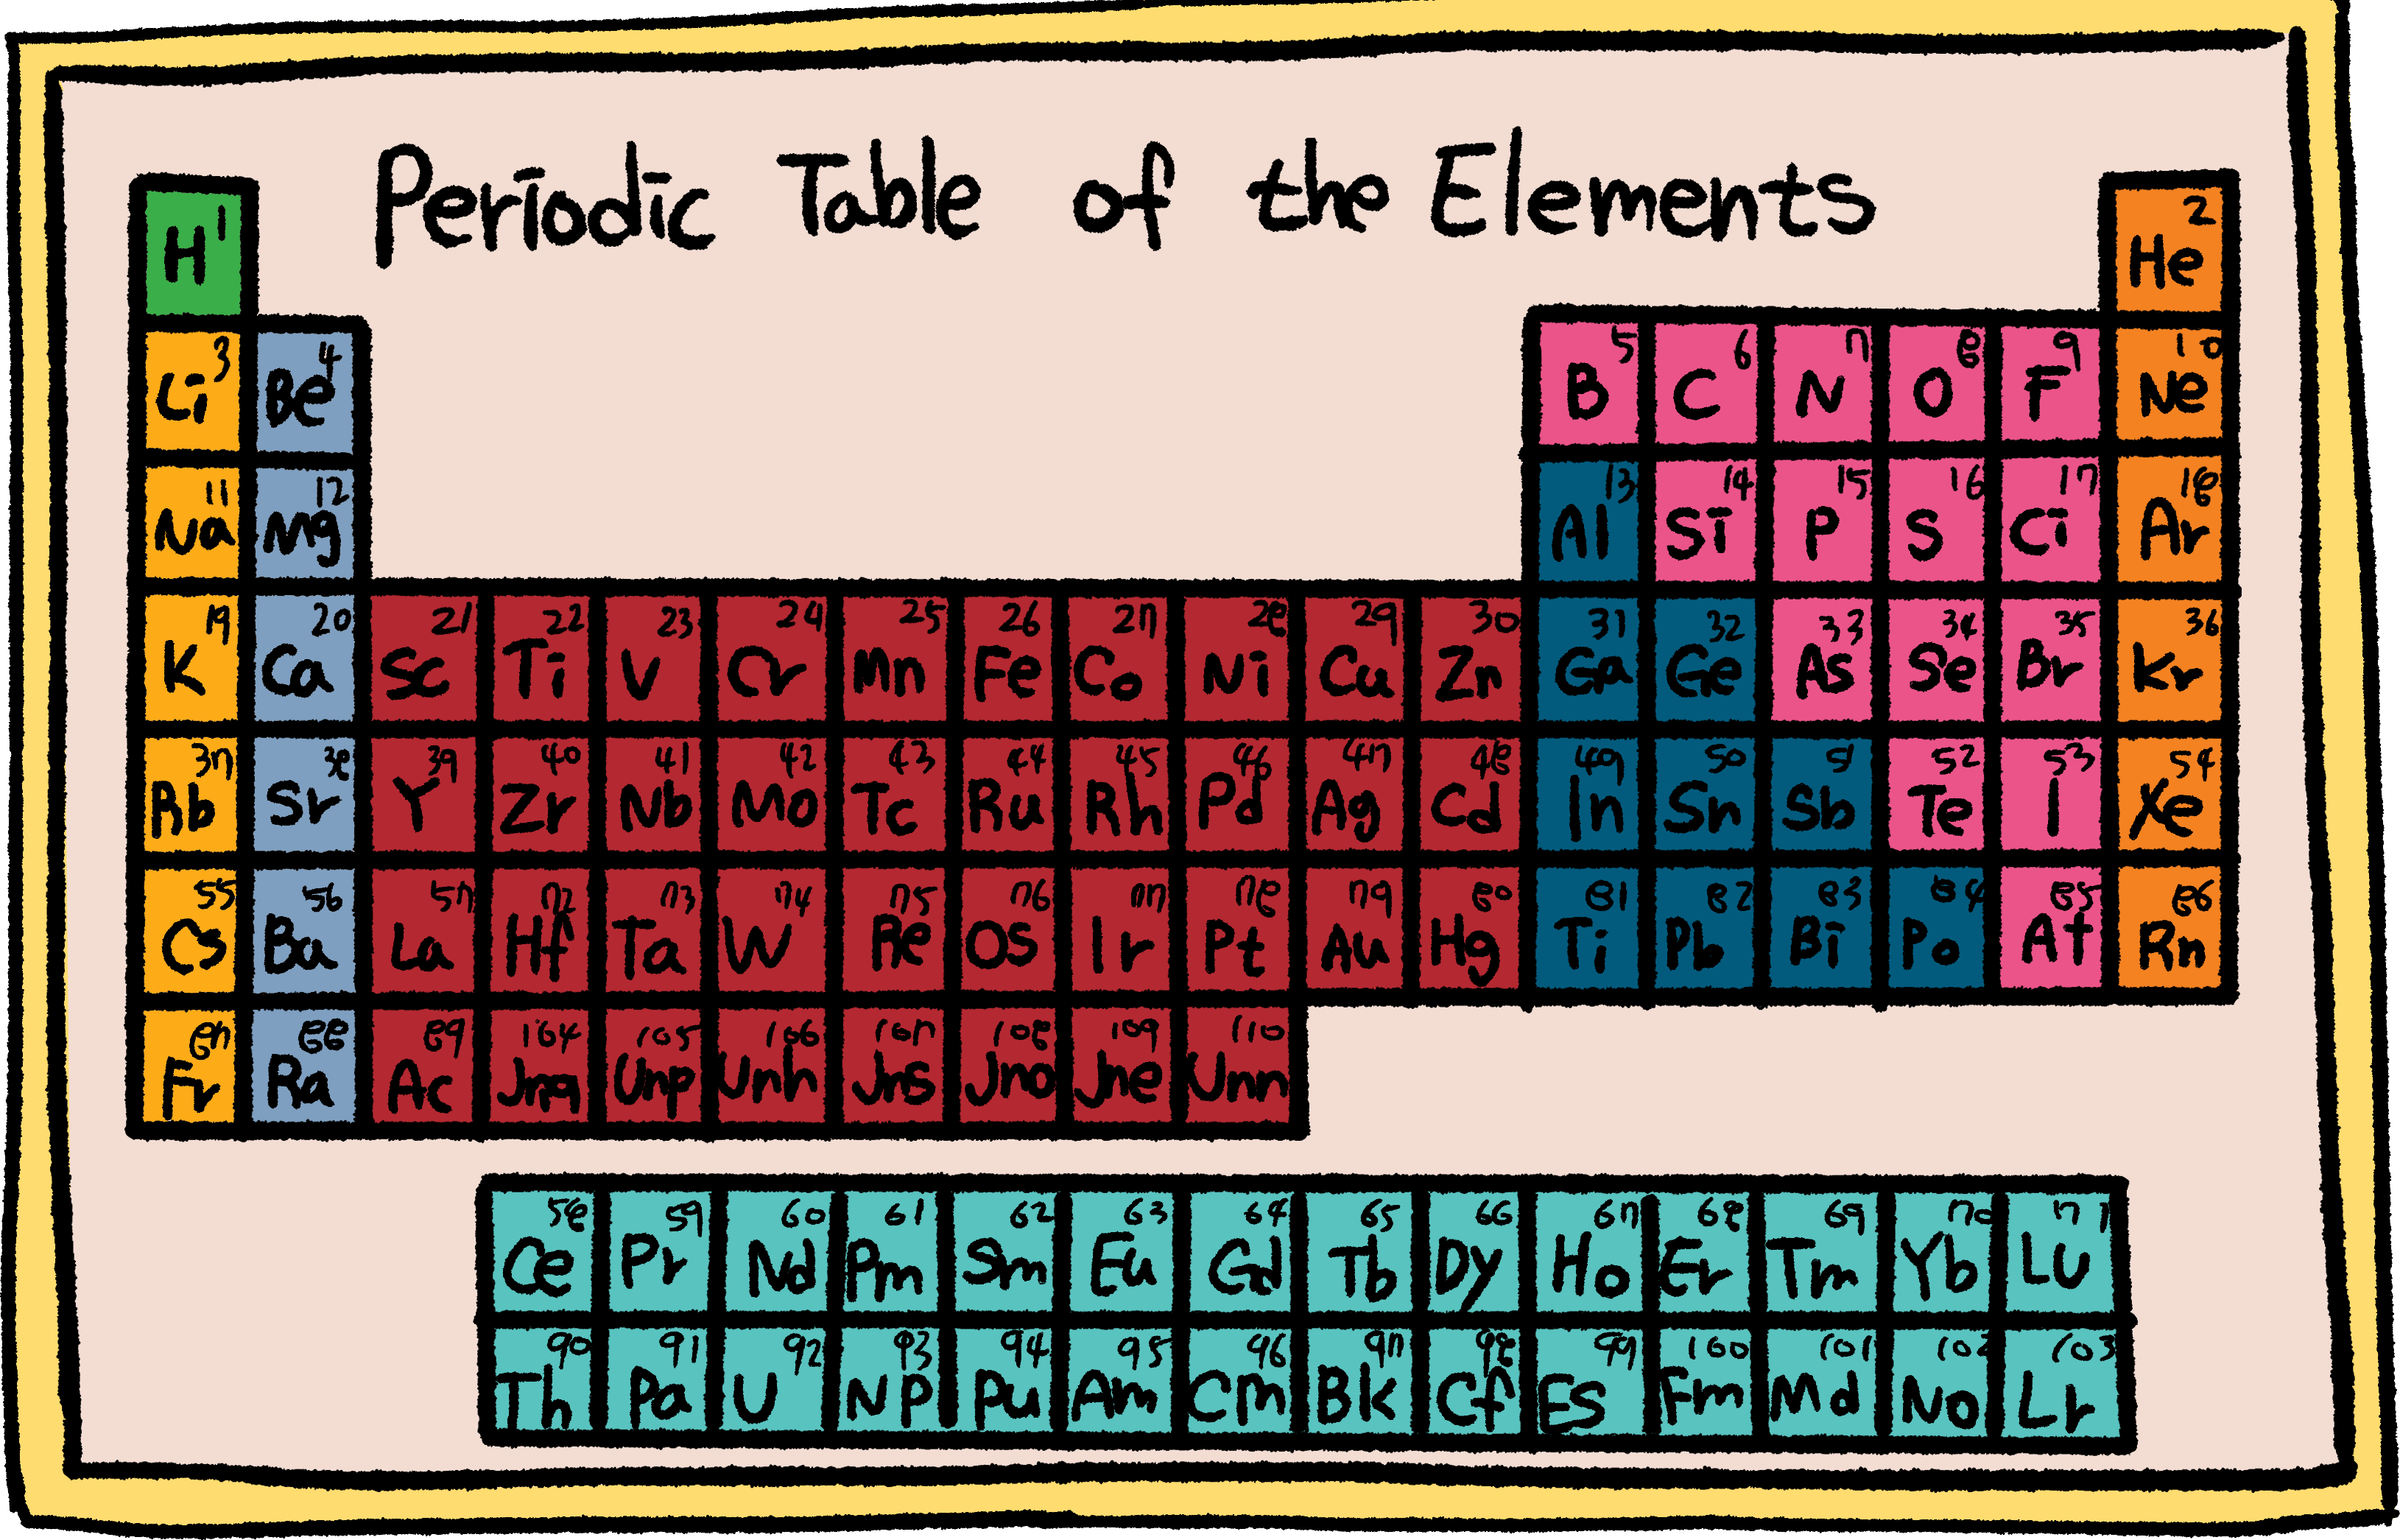 Periodic Table of the Elements
1 2
H He
3 4 5 6 7 8 9 10
Li Be B C N O F Ne
11 12 13 14 15 16 17 18
Na Mg Al Si P S Ci Ar
19 20 21 22 23 24 25 26 27 28 29 30 31 32 33 34 35 36
K Ca Sc Ti V Cr Mn Fe Co Ni Cu Zn Ga Ge As Se Br Kr
37 38 39 40 41 42 43 44 45 46 47 48 49 50 51 52 53 54
Rb Sr Y Zr Nb Mo Tc Ru Rh Pd Ag Cd In Sn Sb Te I Xe
55 56 57 72 73 74 75 76 77 78 79 80 81 82 83 84 85 86
Cs Ba La Hf Ta W Re Os Ir Pt Au Hg Ti Pb Bi Po At Rn
87 88 89 104 105 106 107 108 109 110
Fr Ra Ac Jnq Unp Unh Jns Jno Jne Unn
58 59 60 61 62 63 64 65 66 67 68 69 70 71
Ce Pr Nd Pm Sm Eu Gd Tb Dy Ho Er Tm Yb LU
90 91 92 93 94 95 96 97 98 99 100 101 102 103
Th Pa U NP Pu Am Cm Bk Cf ES Fm Md No Lr